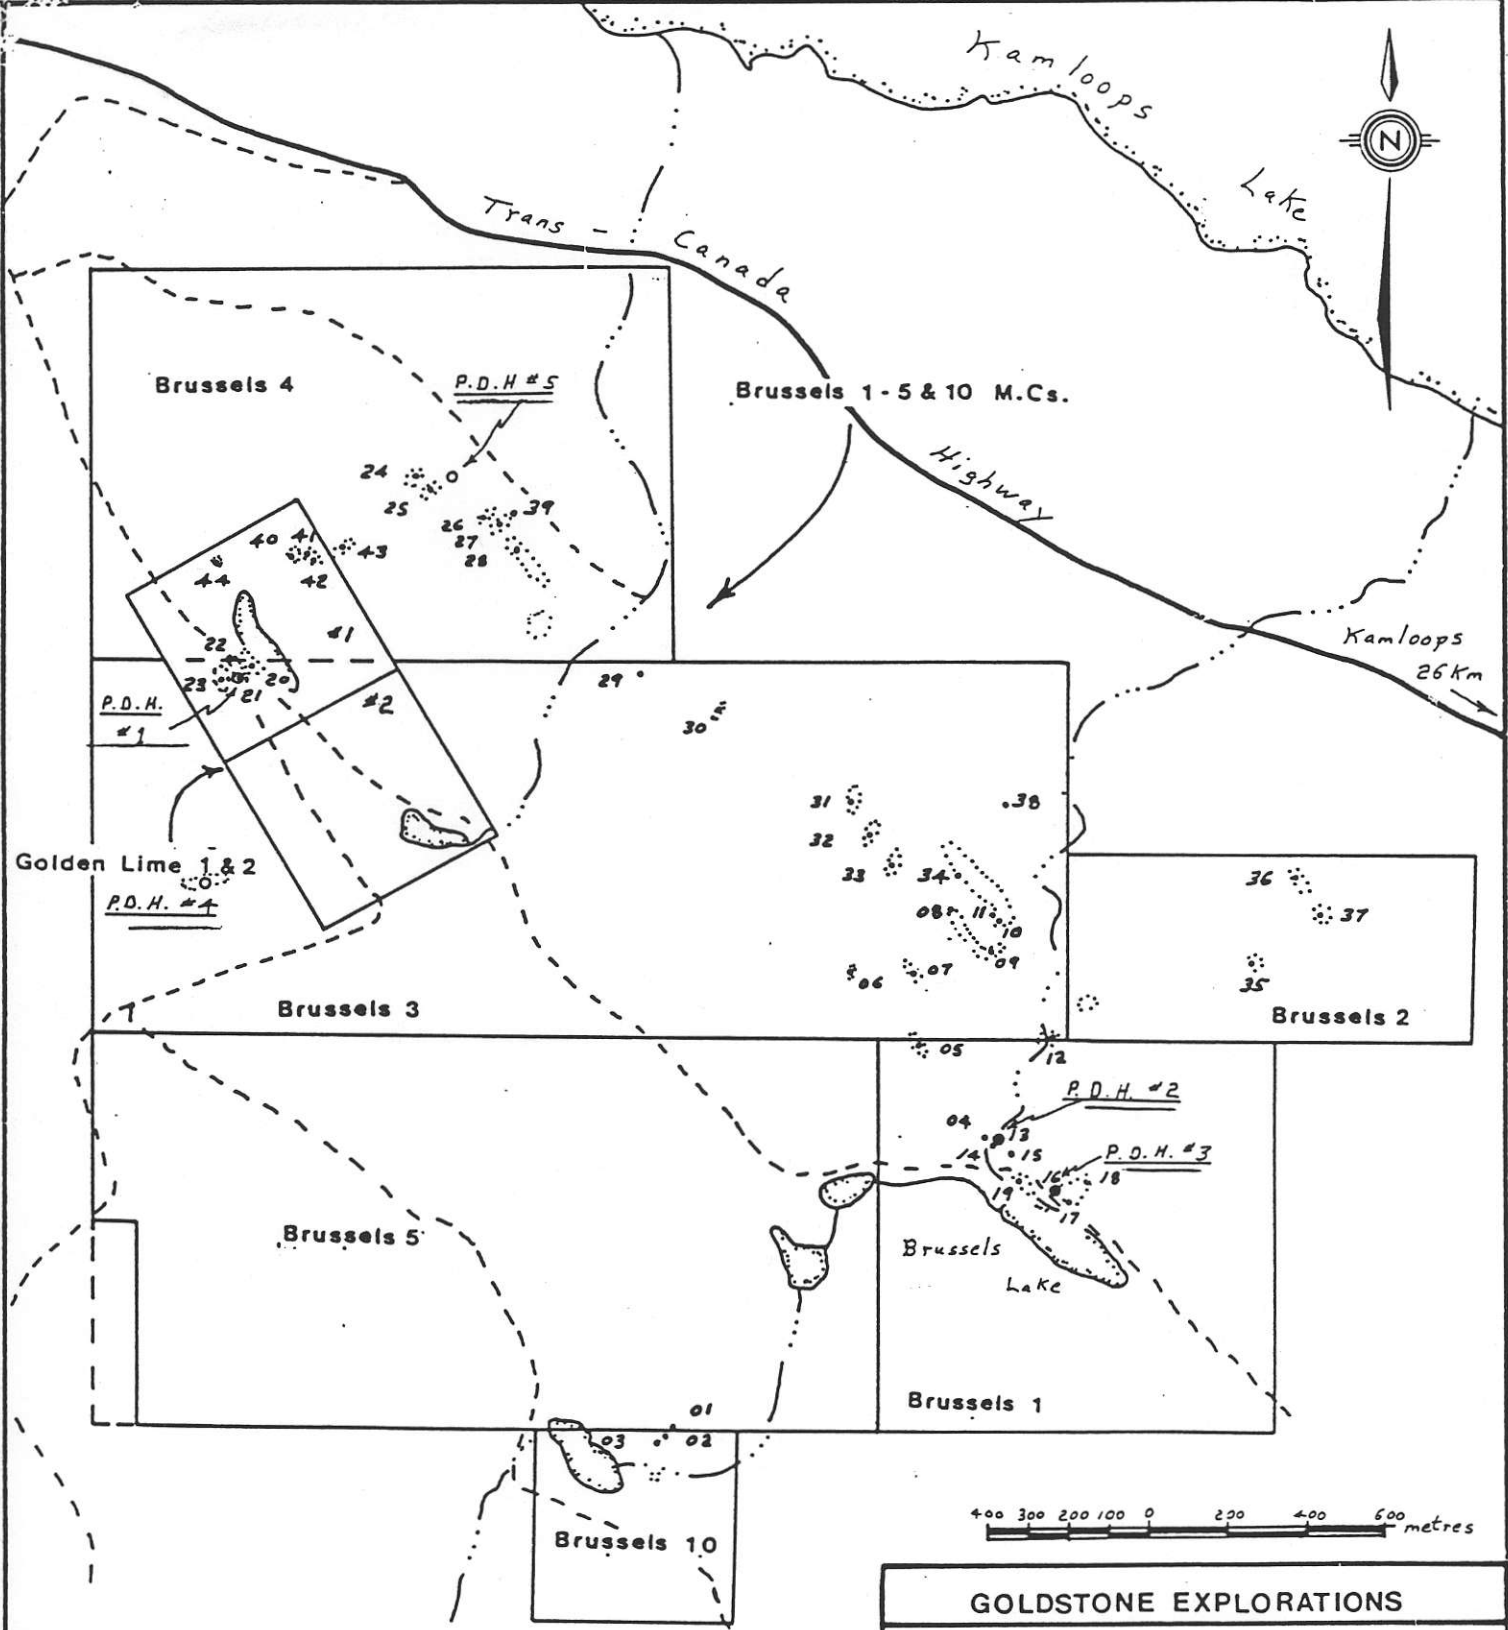 Kamloops
Lake
N
Trans - Canada
Highway
Brussels 4
P.D.H #5
Brussels 1-5 & 10 M.Cs.
24
25
26
39
27
28
40
41
43
44
42
#1
22
23
21
20
#2
P.D.H.
#1
29
30
Kamloops
26 Km
31
.38
32
33
34
Golden Lime 1 & 2
P.D.H. #4
36
37
08
11
10
09
06
07
35
Brussels 3
Brussels 2
05
12
P.D.H. #2
04
13
14
15
P.D.H. #3
16
18
19
17
Brussels 5
Brussels
Lake
Brussels 1
01
03
02
Brussels 10
400 300 200 100 0 200 400 600 metres
GOLDSTONE EXPLORATIONS